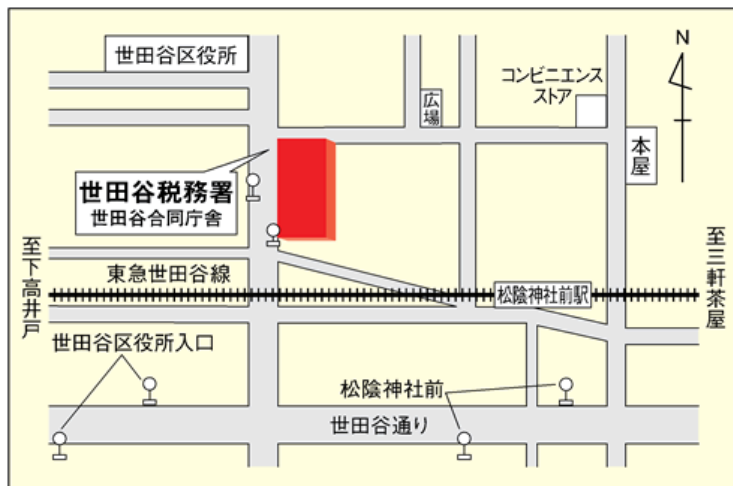 世田谷区役所
N
コンビニエンス
ストア
広場
本屋
世田谷税務署
世田谷合同庁舎
至下高井戸
東急世田谷線
松陰神社前駅
至三軒茶屋
世田谷区役所入口
松陰神社前
世田谷通り